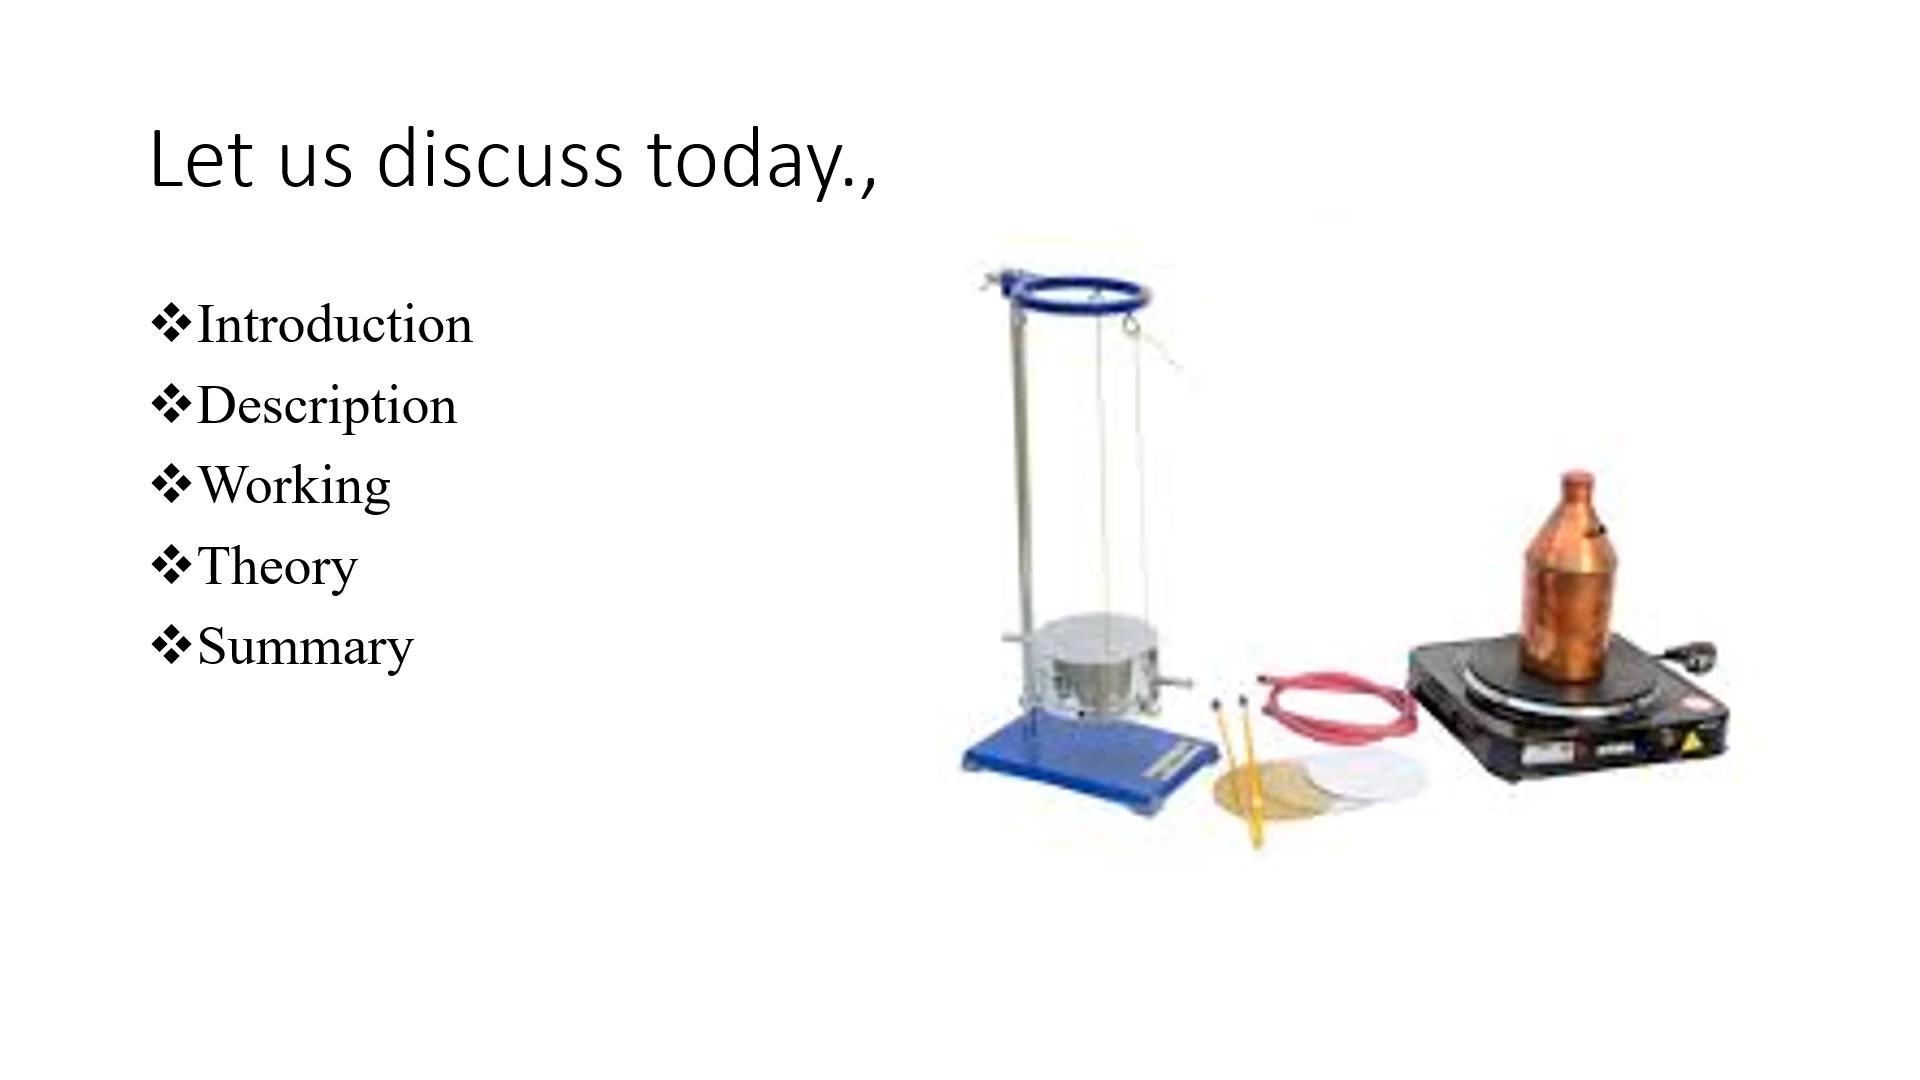 Let us discuss today.,
❖Introduction
❖Description
❖Working
❖Theory
❖Summary